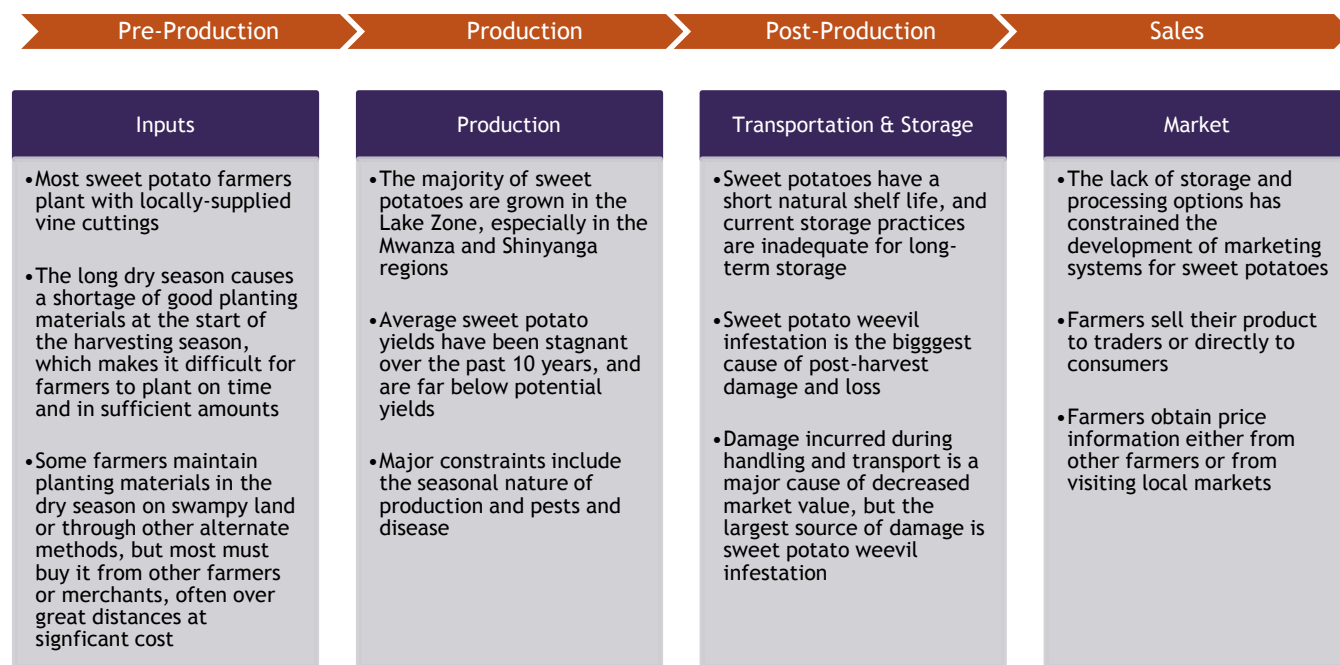 Pre-Production
Production
Post-Production
Sales
Inputs
•Most sweet potato farmers
plant with locally-supplied
vine cuttings
•The long dry season causes
a shortage of good planting
materials at the start of
the harvesting season,
which makes it difficult for
farmers to plant on time
and in sufficient amounts
•Some farmers maintain
planting materials in the
dry season on swampy land
or through other alternate
methods, but most must
buy it from other farmers
or merchants, often over
great distances at
signficant cost
Production
•The majority of sweet
potatoes are grown in the
Lake Zone, especially in the
Mwanza and Shinyanga
regions
•Average sweet potato
yields have been stagnant
over the past 10 years, and
are far below potential
yields
•Major constraints include
the seasonal nature of
production and pests and
disease
Transportation & Storage
•Sweet potatoes have a
short natural shelf life, and
current storage practices
are inadequate for long-
term storage
•Sweet potato weevil
infestation is the bigggest
cause of post-harvest
damage and loss
•Damage incurred during
handling and transport is a
major cause of decreased
market value, but the
largest source of damage is
sweet potato weevil
infestation
Market
•The lack of storage and
processing options has
constrained the
development of marketing
systems for sweet potatoes
•Farmers sell their product
to traders or directly to
consumers
•Farmers obtain price
information either from
other farmers or from
visiting local markets